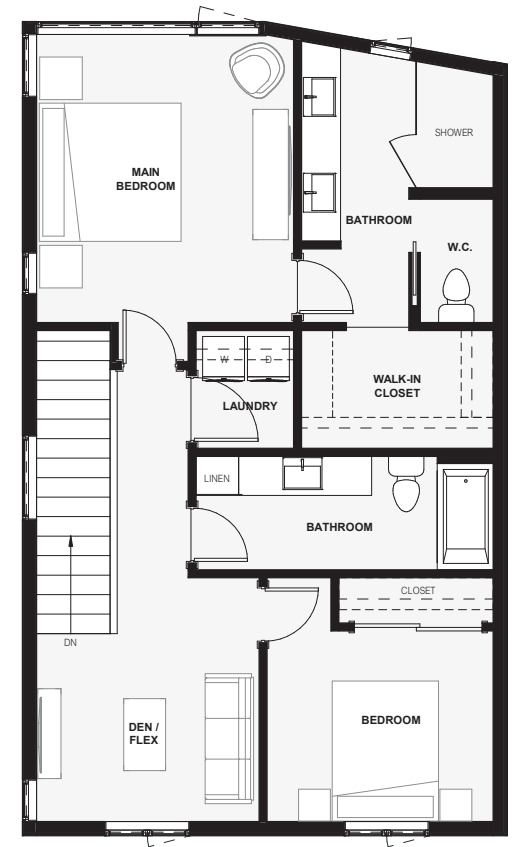 SHOWER
MAIN
BEDROOM
BATHROOM
W.C.
W
D
LAUNDRY
WALK-IN
CLOSET
LINEN
BATHROOM
CLOSET
DN
BEDROOM
DEN /
FLEX